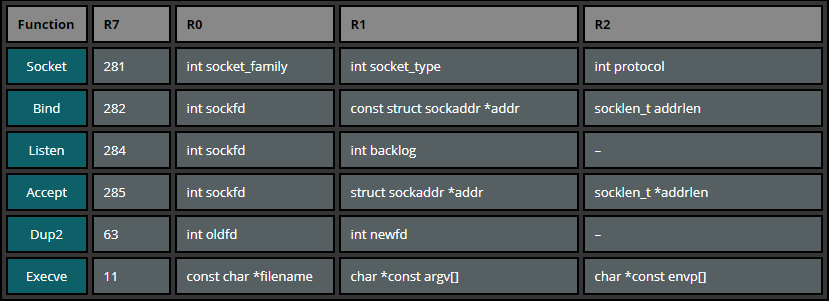 Function R7 R0 R1 R2
Socket 281 int socket_family int socket_type int protocol
Bind 282 int sockfd const struct sockaddr *addr socklen_t addrlen
Listen 284 int sockfd int backlog –
Accept 285 int sockfd struct sockaddr *addr socklen_t *addrlen
Dup2 63 int oldfd int newfd –
Execve 11 const char *filename char *const argv[] char *const envp[]